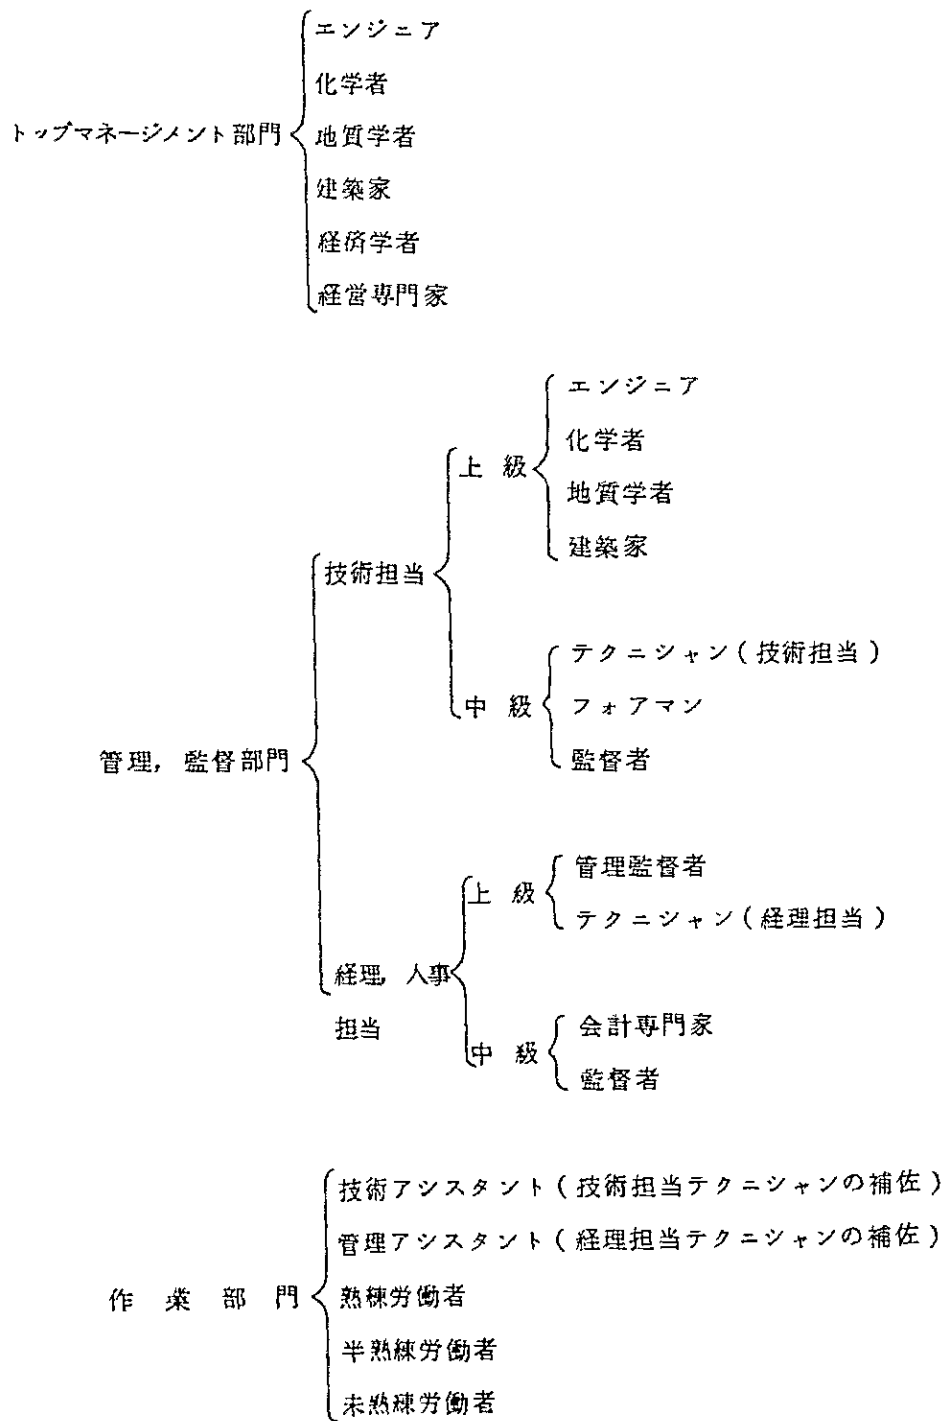 エンジニア
化学者
トップマネージメント部門
地質学者
建築家
経済学者
経営専門家
エンジニア
化学者
上級
地質学者
建築家
技術担当
テクニシャン(技術担当)
中級
フォアマン
監督者
管理,監督部門
管理監督者
上級
テクニシャン(経理担当)
経理,人事
担当
会計専門家
中級
監督者
技術アシスタント(技術担当テクニシャンの補佐)
管理アシスタント(経理担当テクニシャンの補佐)
作業部門
熟練労働者
半熟練労働者
未熟練労働者